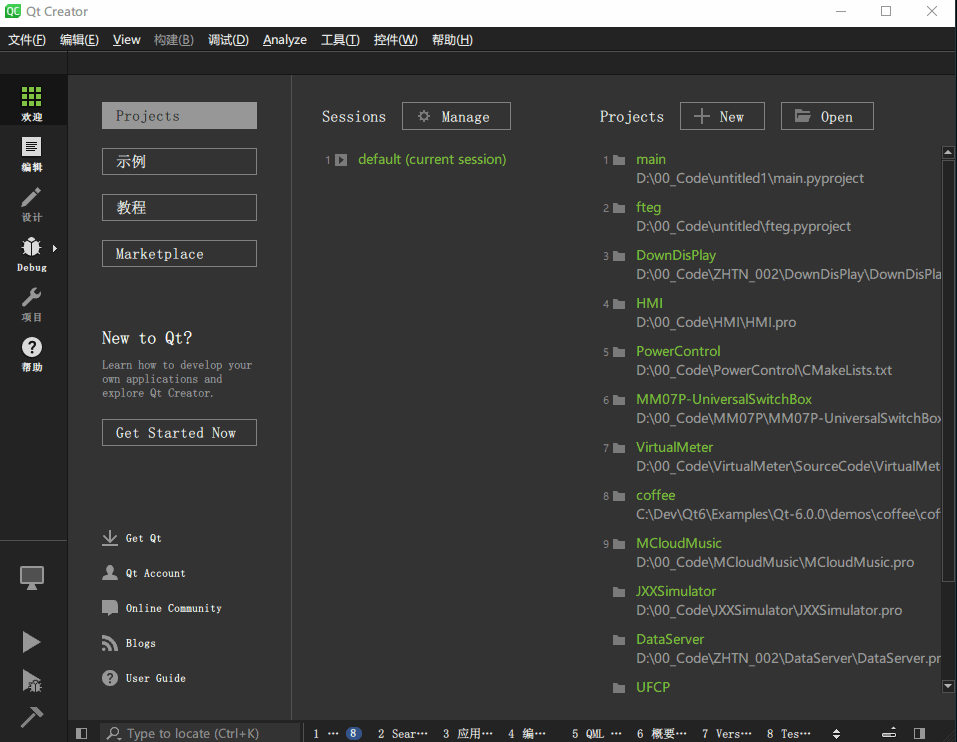 QC Qt Creator
文件(F) 编辑(E) View 构建(B) 调试(D) Analyze 工具(T) 控件(W) 帮助(H)
欢迎
编辑
设计
Debug
项目
帮助
Projects
示例
教程
Marketplace
New to Qt?
Learn how to develop your
own applications and
explore Qt Creator.
Get Started Now
Get Qt
Qt Account
Online Community
Blogs
User Guide
Sessions Manage
1 default (current session)
Projects New Open
1 main
D:\00_Code\untitled1\main.pyproject
2 fteg
D:\00_Code\untitled\fteg.pyproject
3 DownDisPlay
D:\00_Code\ZHTN_002\DownDisPlay\DownDisPla
4 HMI
D:\00_Code\HMI\HMI.pro
5 PowerControl
D:\00_Code\PowerControl\CMakeLists.txt
6 MM07P-UniversalSwitchBox
D:\00_Code\MM07P\MM07P-UniversalSwitchBox
7 VirtualMeter
D:\00_Code\VirtualMeter\SourceCode\VirtualMet
8 coffee
C:\Dev\Qt6\Examples\Qt-6.0.0\demos\coffee\cof
9 MCloudMusic
D:\00_Code\MCloudMusic\MCloudMusic.pro
JXXSimulator
D:\00_Code\JXXSimulator\JXXSimulator.pro
DataServer
D:\00_Code\ZHTN_002\DataServer\DataServer.pr
UFCP
Type to locate (Ctrl+K) 1 ⋯ 8 2 Sear⋯ 3 应用⋯ 4 编⋯ 5 QML ⋯ 6 概要⋯ 7 Vers⋯ 8 Tes⋯